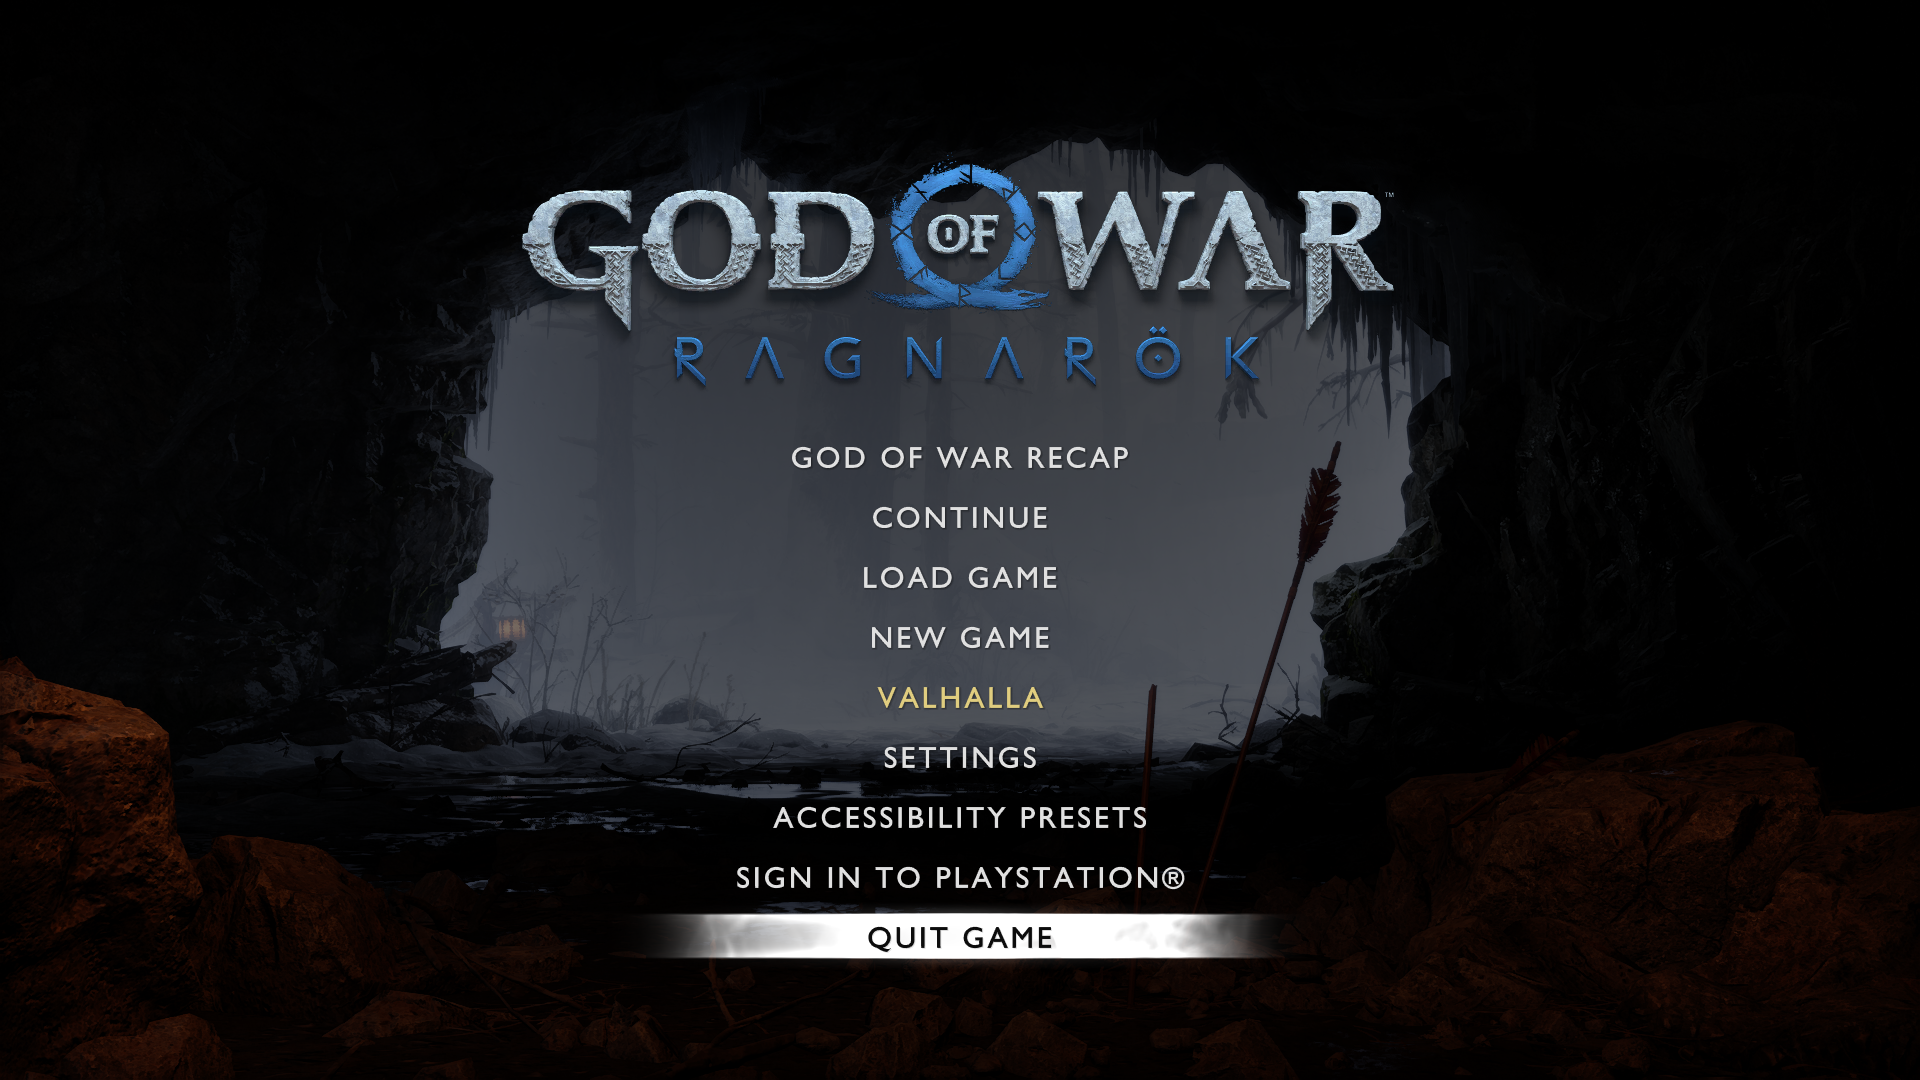 GOD OF WAR™
RAGNARÖK
GOD OF WAR RECAP
CONTINUE
LOAD GAME
NEW GAME
VALHALLA
SETTINGS
ACCESSIBILITY PRESETS
SIGN IN TO PLAYSTATION®
QUIT GAME